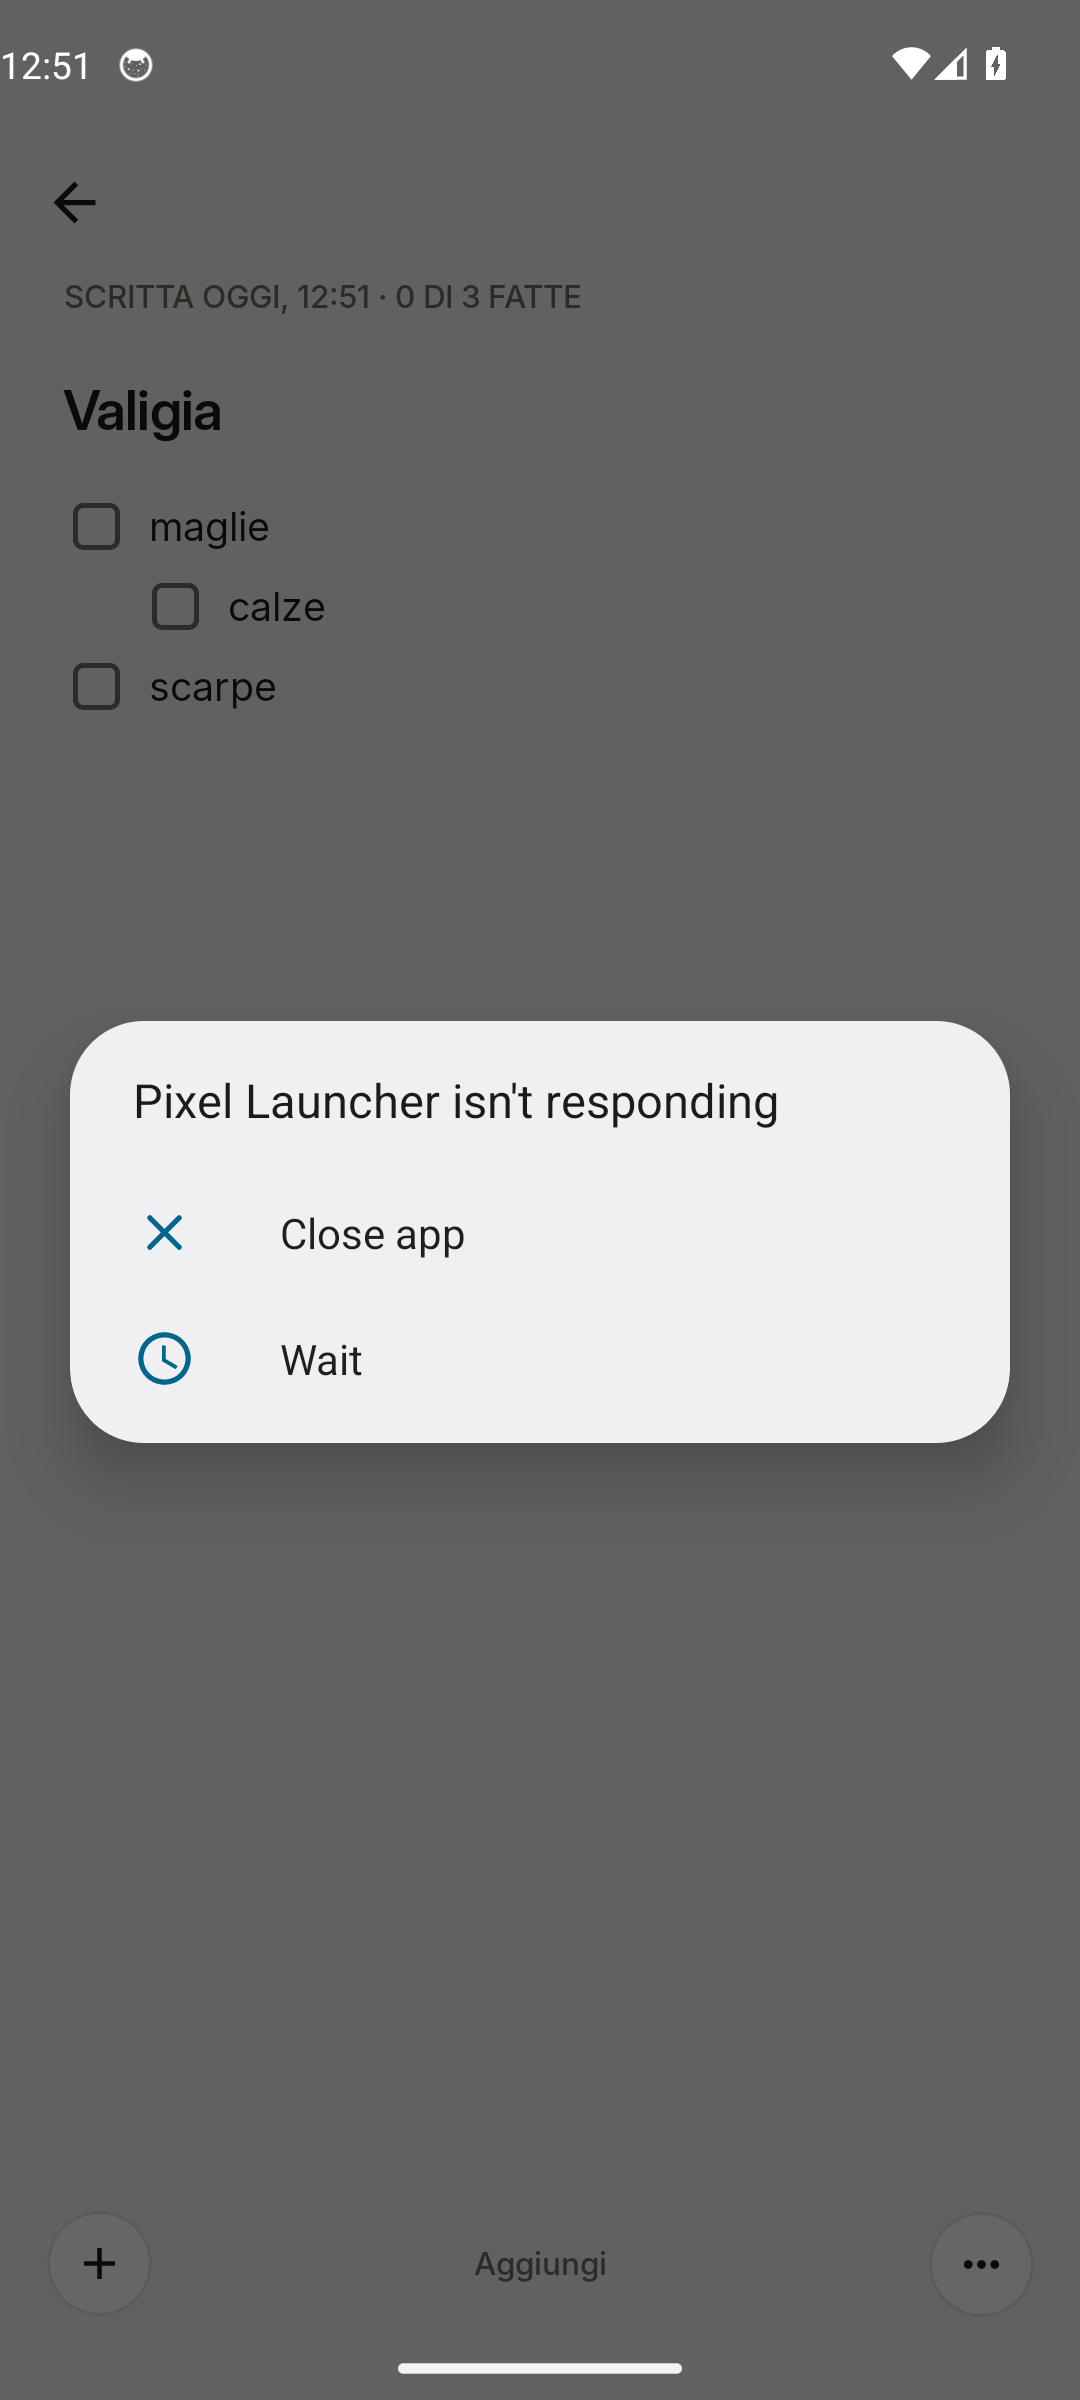 12:51
SCRITTA OGGI, 12:51 · 0 DI 3 FATTE
Valigia
maglie
calze
scarpe
Pixel Launcher isn't responding
Close app
Wait
Aggiungi